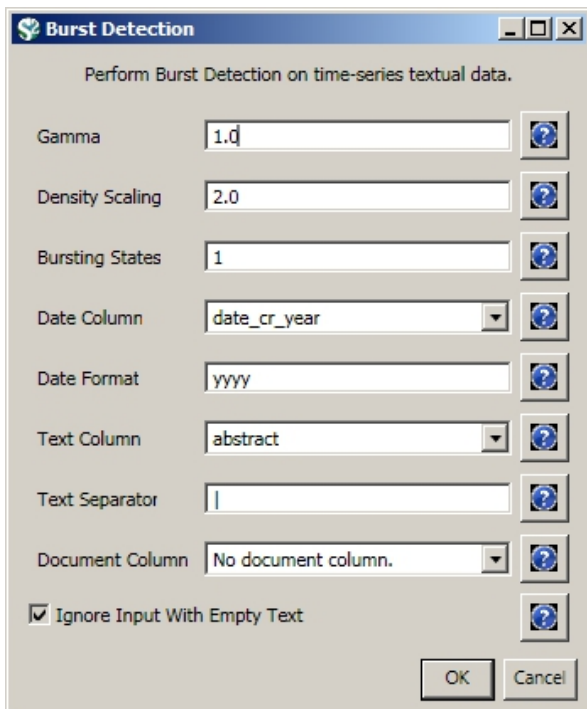 Burst Detection
Perform Burst Detection on time-series textual data.
Gamma 1.0
Density Scaling 2.0
Bursting States 1
Date Column date_cr_year
Date Format yyyy
Text Column abstract
Text Separator |
Document Column No document column.
Ignore Input With Empty Text
OK Cancel